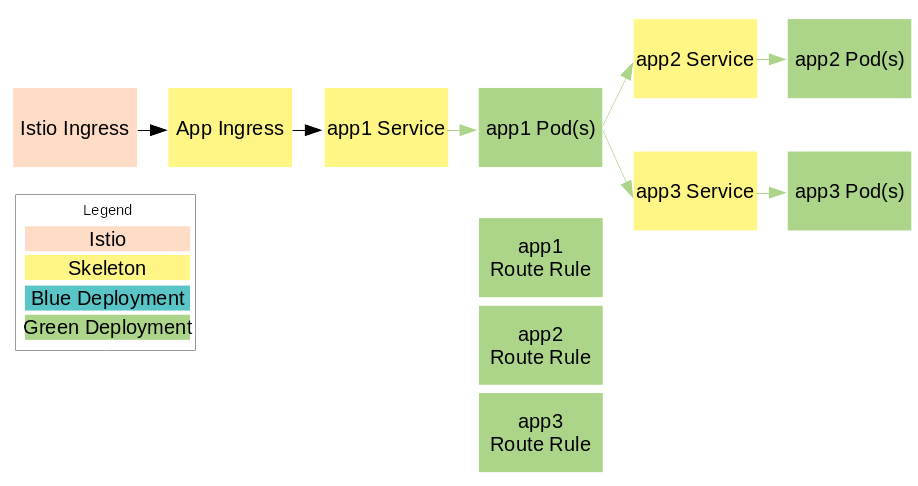 Istio Ingress
App Ingress
app1 Service
app1 Pod(s)
app2 Service
app2 Pod(s)
app3 Service
app3 Pod(s)
app1
Route Rule
app2
Route Rule
app3
Route Rule
Legend
Istio
Skeleton
Blue Deployment
Green Deployment